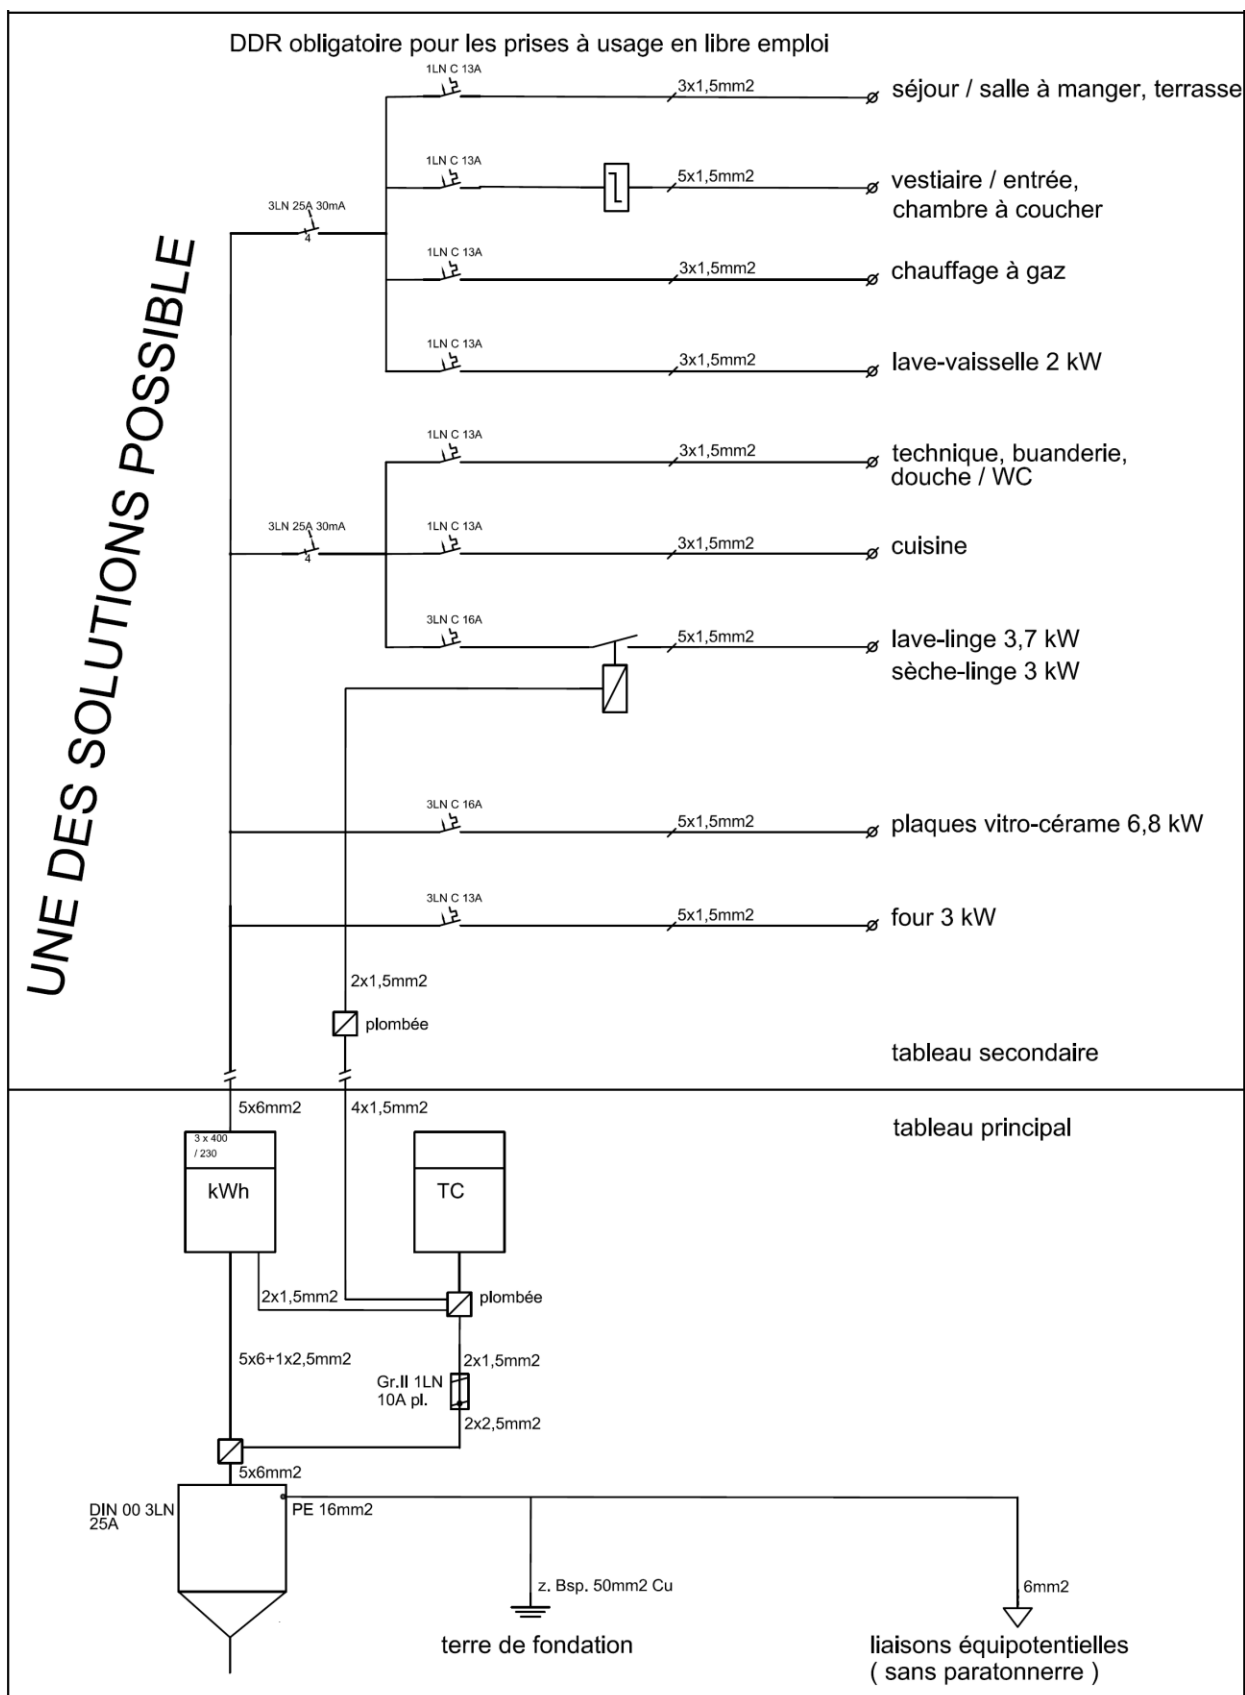 DDR obligatoire pour les prises à usage en libre emploi
1LN C 13A
3x1,5mm2
séjour / salle à manger, terrasse
1LN C 13A
5x1,5mm2
vestiaire / entrée,
chambre à coucher
3LN 25A 30mA
4
1LN C 13A
3x1,5mm2
chauffage à gaz
1LN C 13A
3x1,5mm2
lave-vaisselle 2 kW
UNE DES SOLUTIONS POSSIBLE
1LN C 13A
3x1,5mm2
technique, buanderie,
douche / WC
3LN 25A 30mA
4
1LN C 13A
3x1,5mm2
cuisine
3LN C 16A
5x1,5mm2
lave-linge 3,7 kW
sèche-linge 3 kW
3LN C 16A
5x1,5mm2
plaques vitro-cérame 6,8 kW
3LN C 13A
5x1,5mm2
four 3 kW
2x1,5mm2
plombée
tableau secondaire
5x6mm2
4x1,5mm2
tableau principal
3 x 400
/ 230
kWh
TC
2x1,5mm2
plombée
5x6+1x2,5mm2
2x1,5mm2
Gr.II 1LN
10A pl.
2x2,5mm2
5x6mm2
DIN 00 3LN
25A
PE 16mm2
z. Bsp. 50mm2 Cu
6mm2
terre de fondation
liaisons équipotentielles
( sans paratonnerre )